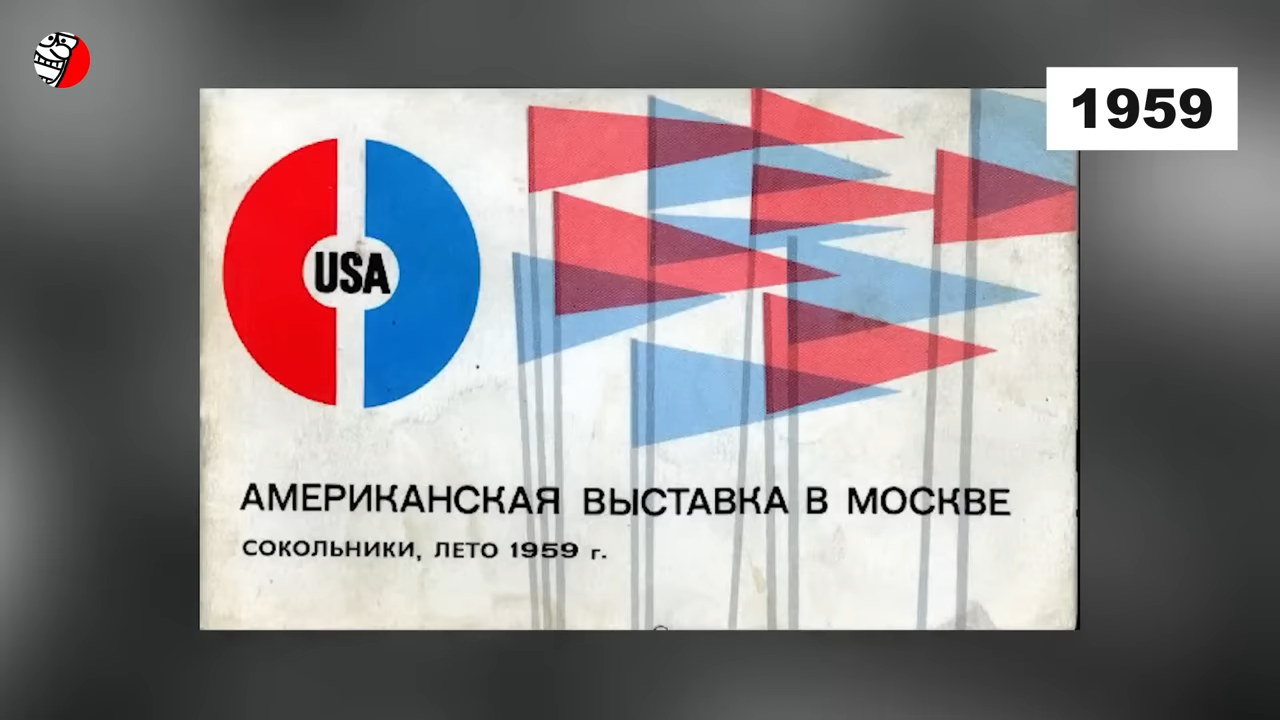 1959
USA
АМЕРИКАНСКАЯ ВЫСТАВКА В МОСКВЕ
СОКОЛЬНИКИ, ЛЕТО 1959 г.